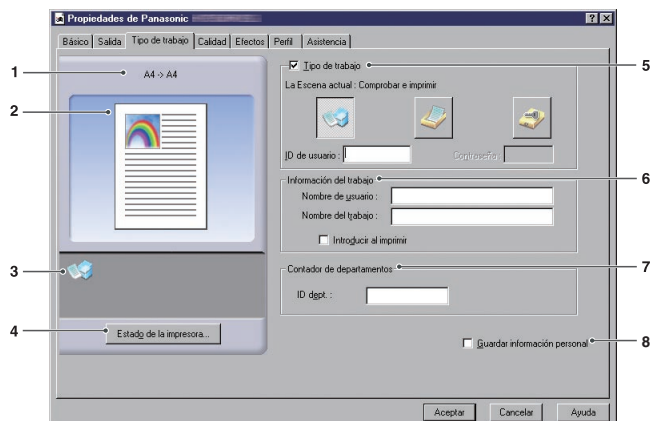 Propiedades de Panasonic
Básico Salida Tipo de trabajo Calidad Efectos Perfil Asistencia
1
A4 -> A4
2
3
4
Estado de la impresora...
Tipo de trabajo
5
La Escena actual : Comprobar e imprimir
ID de usuario :
Contraseña
Información del trabajo
6
Nombre de usuario :
Nombre del trabajo :
Introducir al imprimir
Contador de departamentos
7
ID dept. :
Guardar información personal
8
Aceptar Cancelar Ayuda